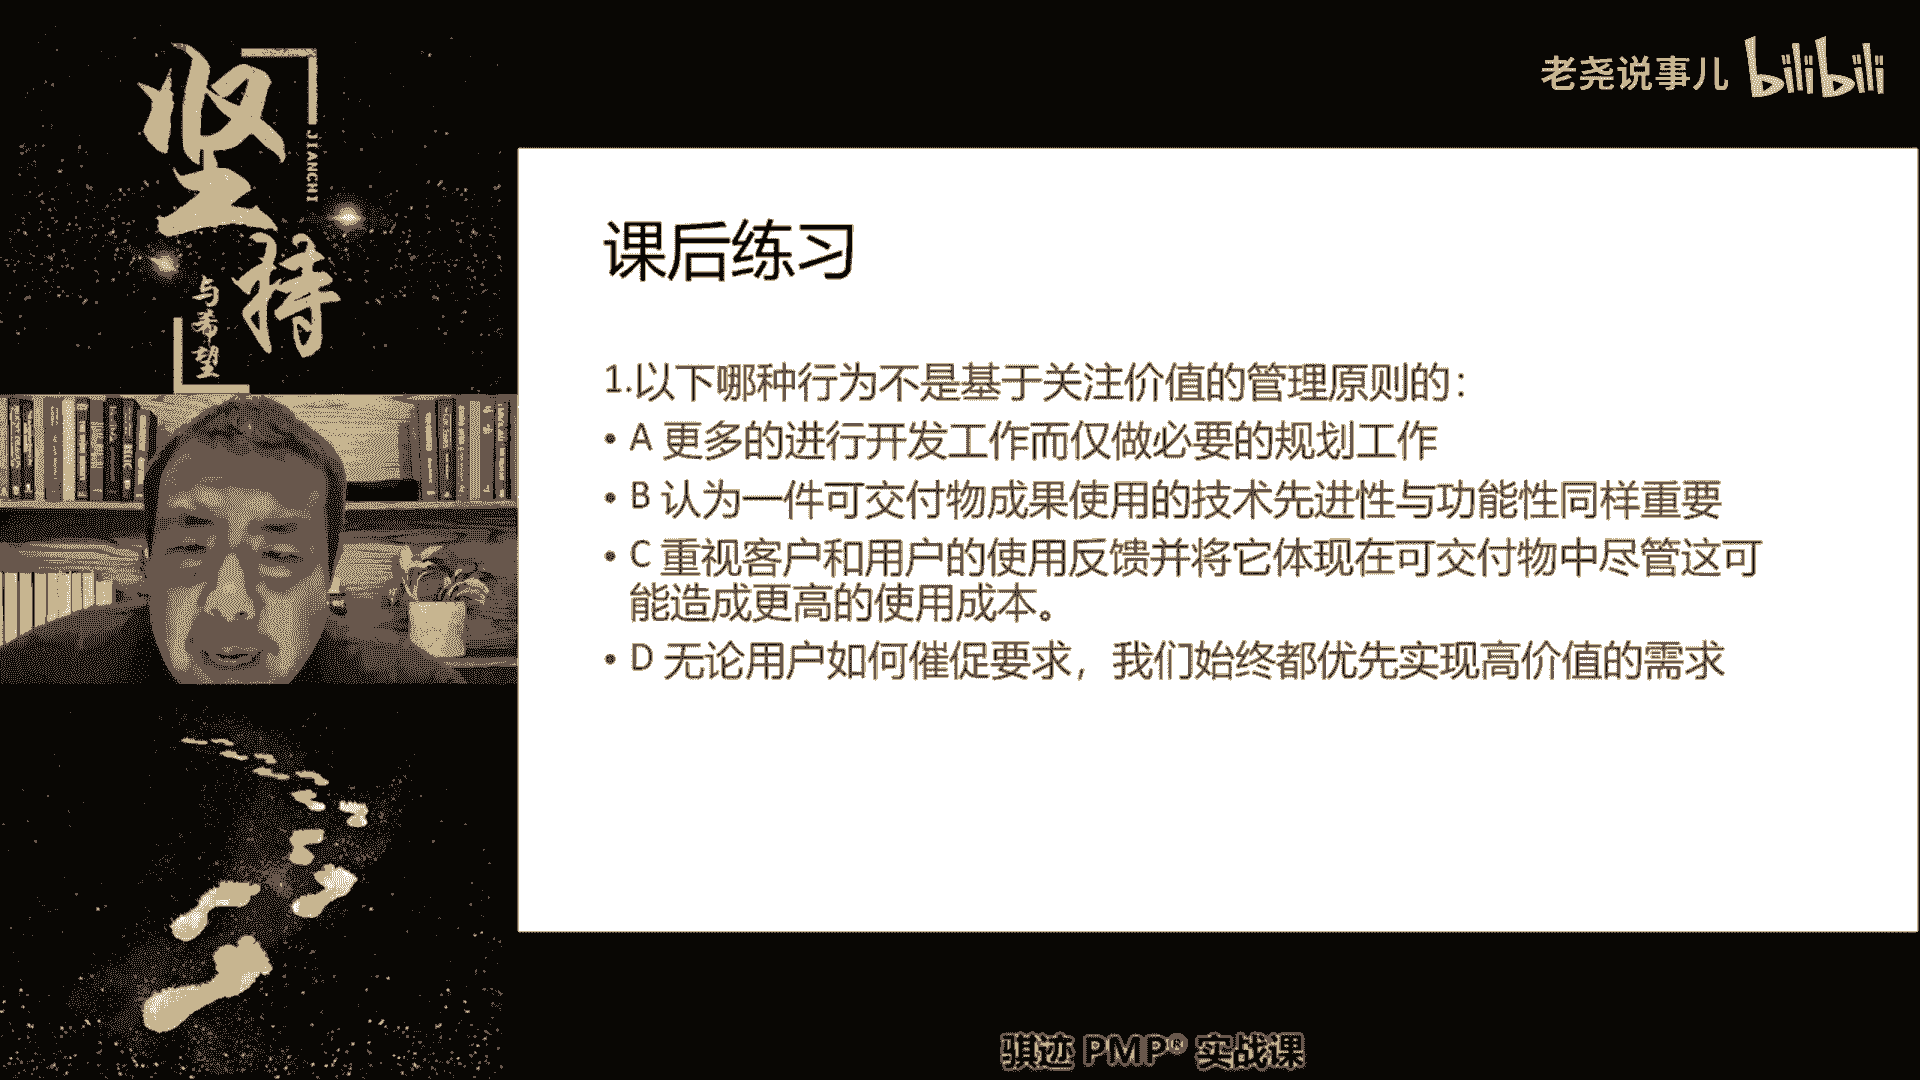 坚持
JIANCHI
与希望
老尧说事儿 bilibili
课后练习
1.以下哪种行为不是基于关注价值的管理原则的：
• A 更多的进行开发工作而仅做必要的规划工作
• B 认为一件可交付物成果使用的技术先进性与功能性同样重要
• C 重视客户和用户的使用反馈并将它体现在可交付物中尽管这可
能造成更高的使用成本。
• D 无论用户如何催促要求，我们始终都优先实现高价值的需求
骐迹 PMP® 实战课